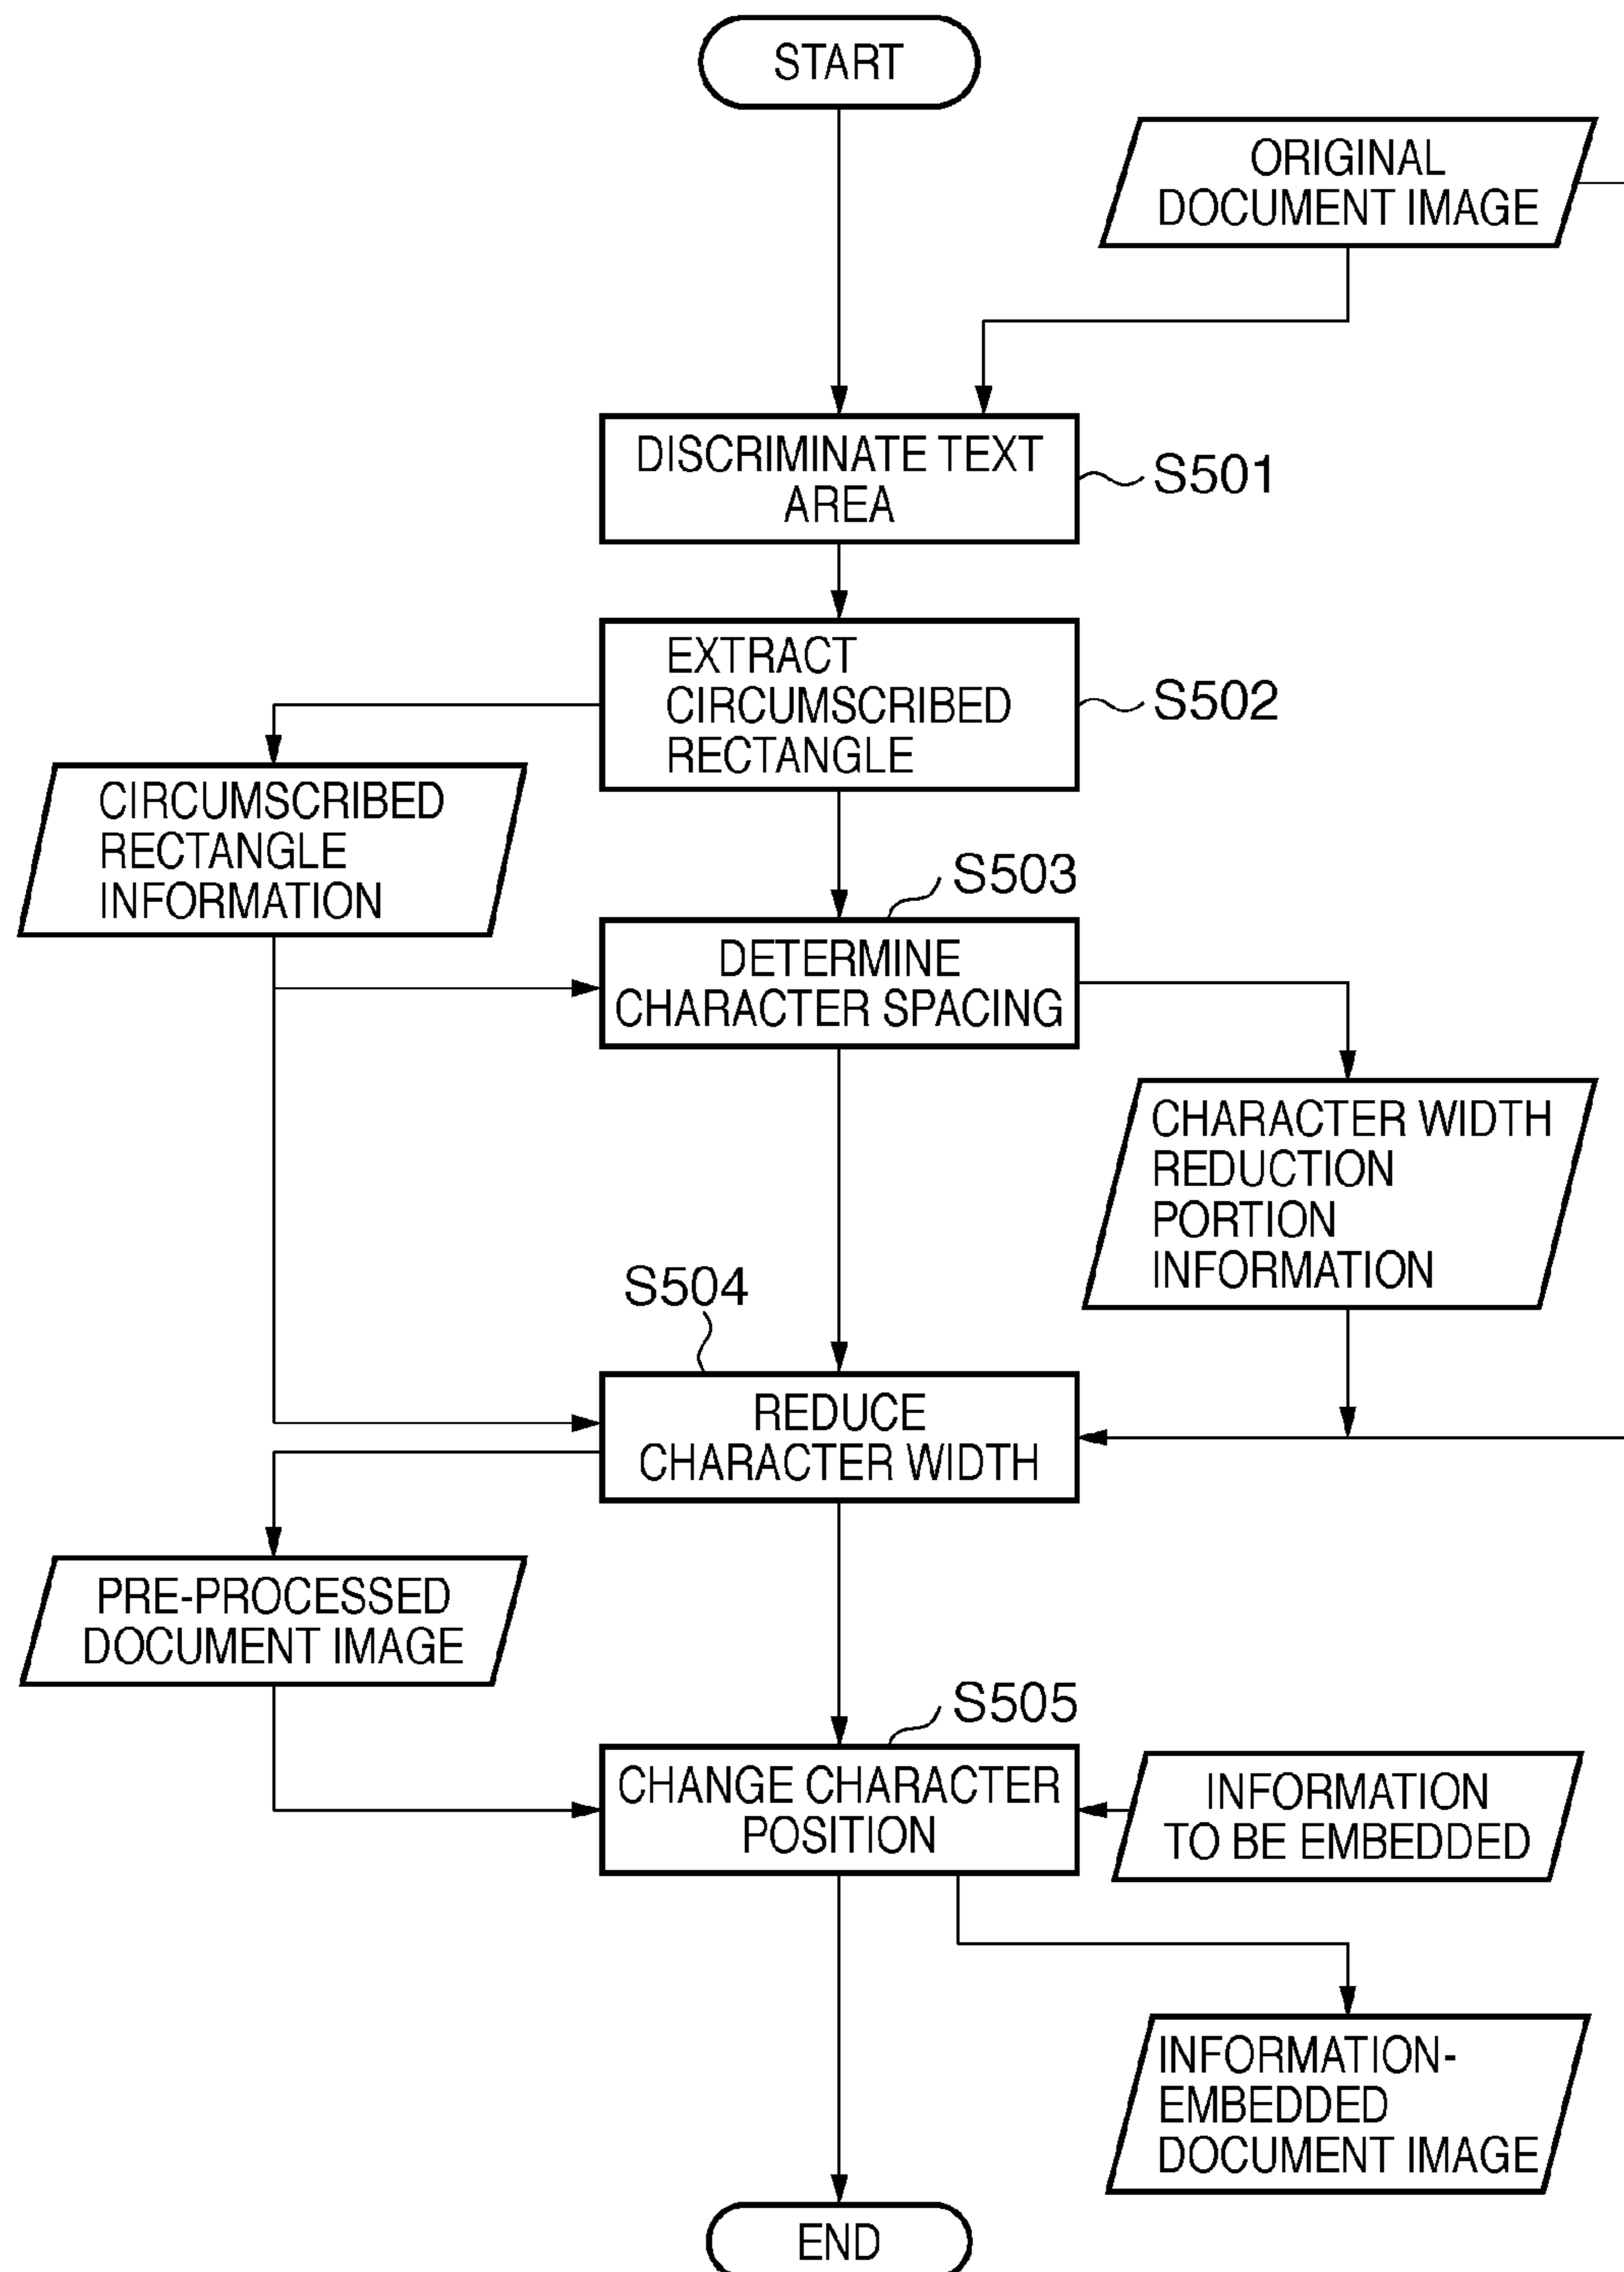 START
ORIGINAL
DOCUMENT IMAGE
DISCRIMINATE TEXT
AREA
S501
EXTRACT
CIRCUMSCRIBED
RECTANGLE
S502
CIRCUMSCRIBED
RECTANGLE
INFORMATION
S503
DETERMINE
CHARACTER SPACING
CHARACTER WIDTH
REDUCTION
PORTION
INFORMATION
S504
REDUCE
CHARACTER WIDTH
PRE-PROCESSED
DOCUMENT IMAGE
S505
CHANGE CHARACTER
POSITION
INFORMATION
TO BE EMBEDDED
INFORMATION-
EMBEDDED
DOCUMENT IMAGE
END